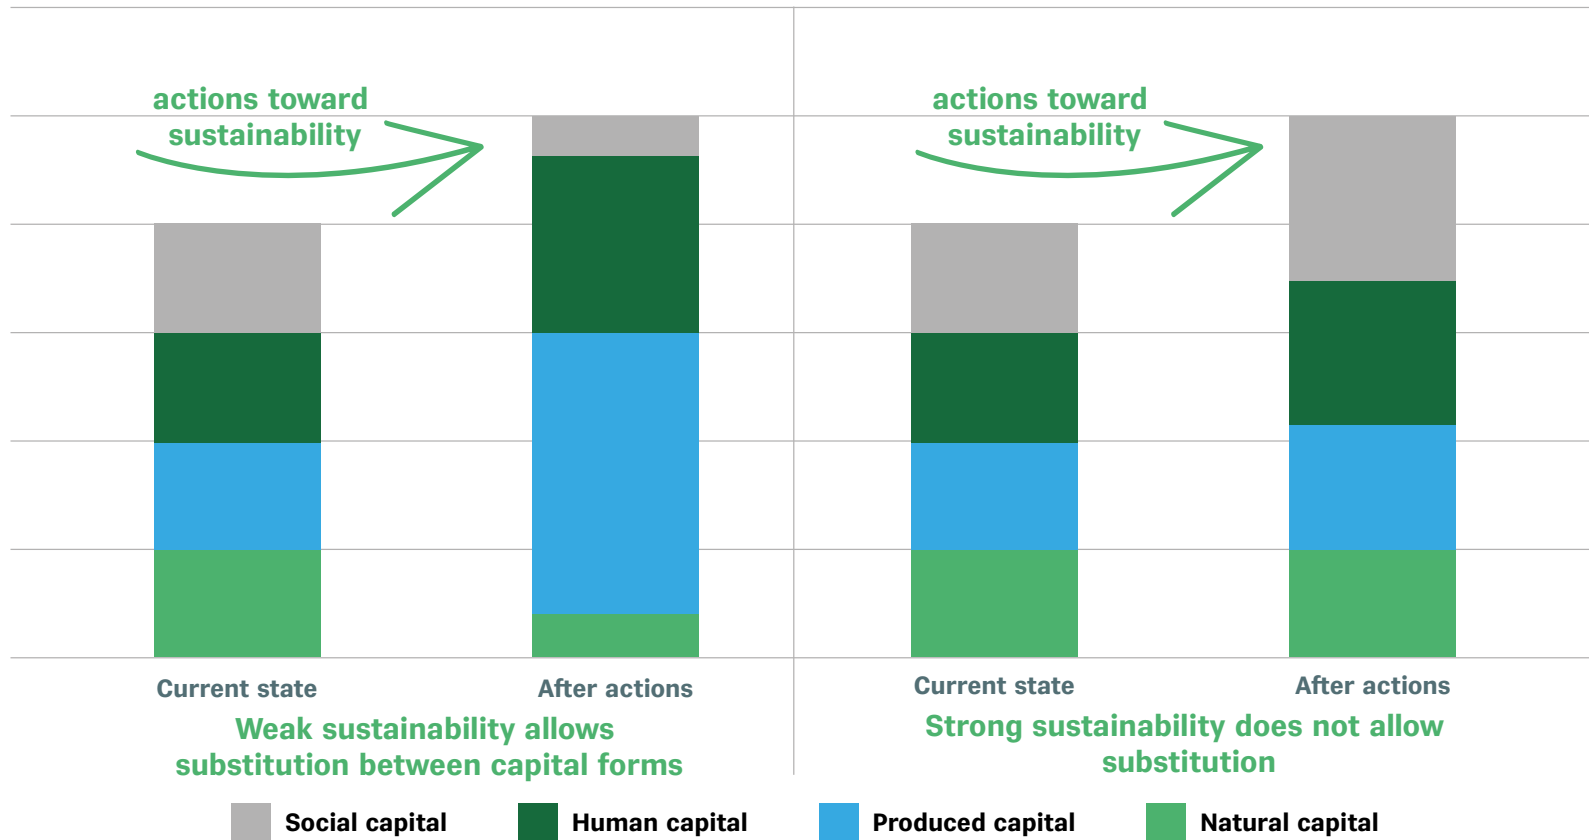 actions toward
sustainability
Current state
After actions
Weak sustainability allows
substitution between capital forms
actions toward
sustainability
Current state
After actions
Strong sustainability does not allow
substitution
Social capital
Human capital
Produced capital
Natural capital